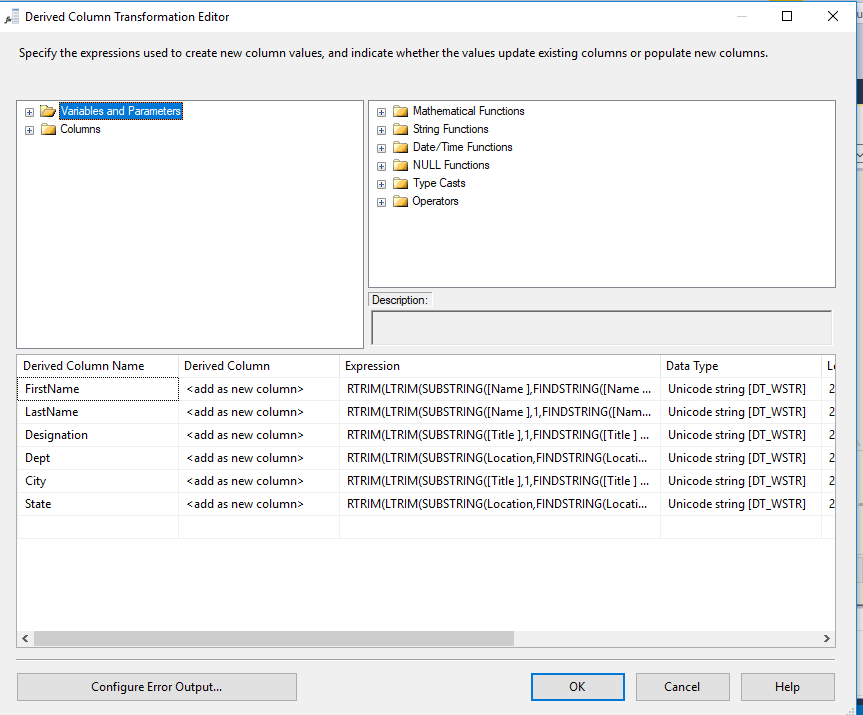 Derived Column Transformation Editor
Specify the expressions used to create new column values, and indicate whether the values update existing columns or populate new columns.
Variables and Parameters
Columns
Mathematical Functions
String Functions
Date/Time Functions
NULL Functions
Type Casts
Operators
Description:
Derived Column Name Derived Column Expression Data Type Le
FirstName <add as new column> RTRIM(LTRIM(SUBSTRING([Name ],FINDSTRING([Name ... Unicode string [DT_WSTR] 2
LastName <add as new column> RTRIM(LTRIM(SUBSTRING([Name ],1,FINDSTRING([Nam... Unicode string [DT_WSTR] 2
Designation <add as new column> RTRIM(LTRIM(SUBSTRING([Title ],1,FINDSTRING([Title ] ... Unicode string [DT_WSTR] 2
Dept <add as new column> RTRIM(LTRIM(SUBSTRING(Location,FINDSTRING(Locati... Unicode string [DT_WSTR] 2
City <add as new column> RTRIM(LTRIM(SUBSTRING([Title ],1,FINDSTRING([Title ] ... Unicode string [DT_WSTR] 2
State <add as new column> RTRIM(LTRIM(SUBSTRING(Location,FINDSTRING(Locati... Unicode string [DT_WSTR] 2
Configure Error Output... OK Cancel Help